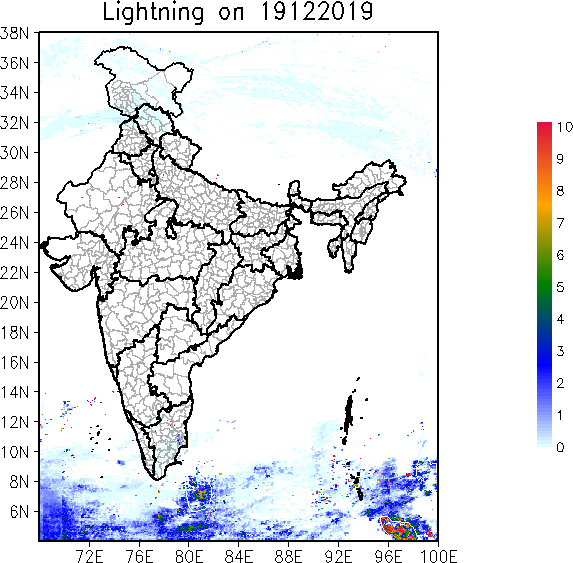 Lightning on 19122019
38N
36N
34N
32N
30N
28N
26N
24N
22N
20N
18N
16N
14N
12N
10N
8N
6N
72E 76E 80E 84E 88E 92E 96E 100E
10
9
8
7
6
5
4
3
2
1
0